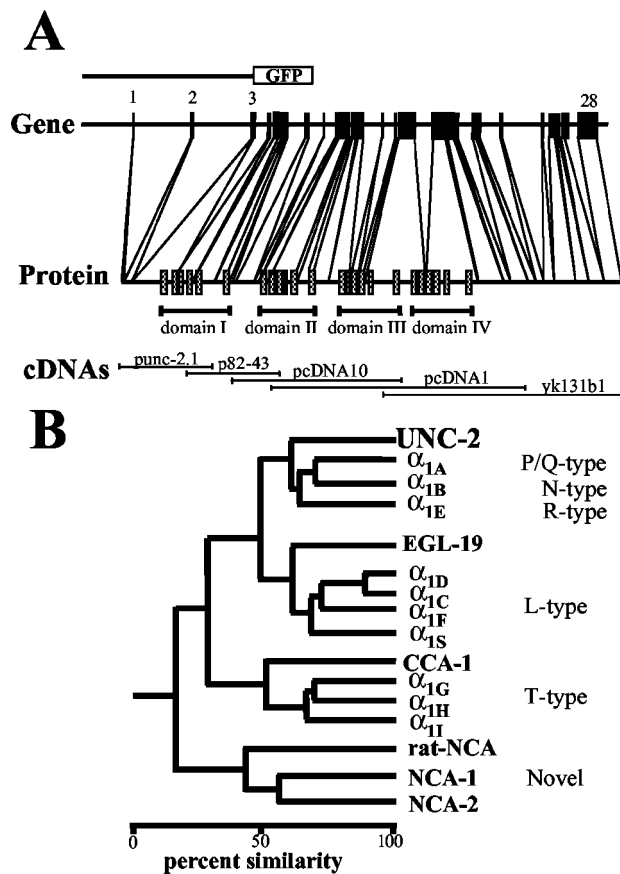 A
GFP
1 2 3 28
Gene
Protein
domain I domain II domain III domain IV
cDNAs
punc-2.1
p82-43
pcDNA10
pcDNA1
yk131b1
B
UNC-2
α1A P/Q-type
α1B N-type
α1E R-type
EGL-19
α1D
α1C
α1F L-type
α1S
CCA-1
α1G
α1H T-type
α1I
rat-NCA
NCA-1 Novel
NCA-2
0 50 100
percent similarity